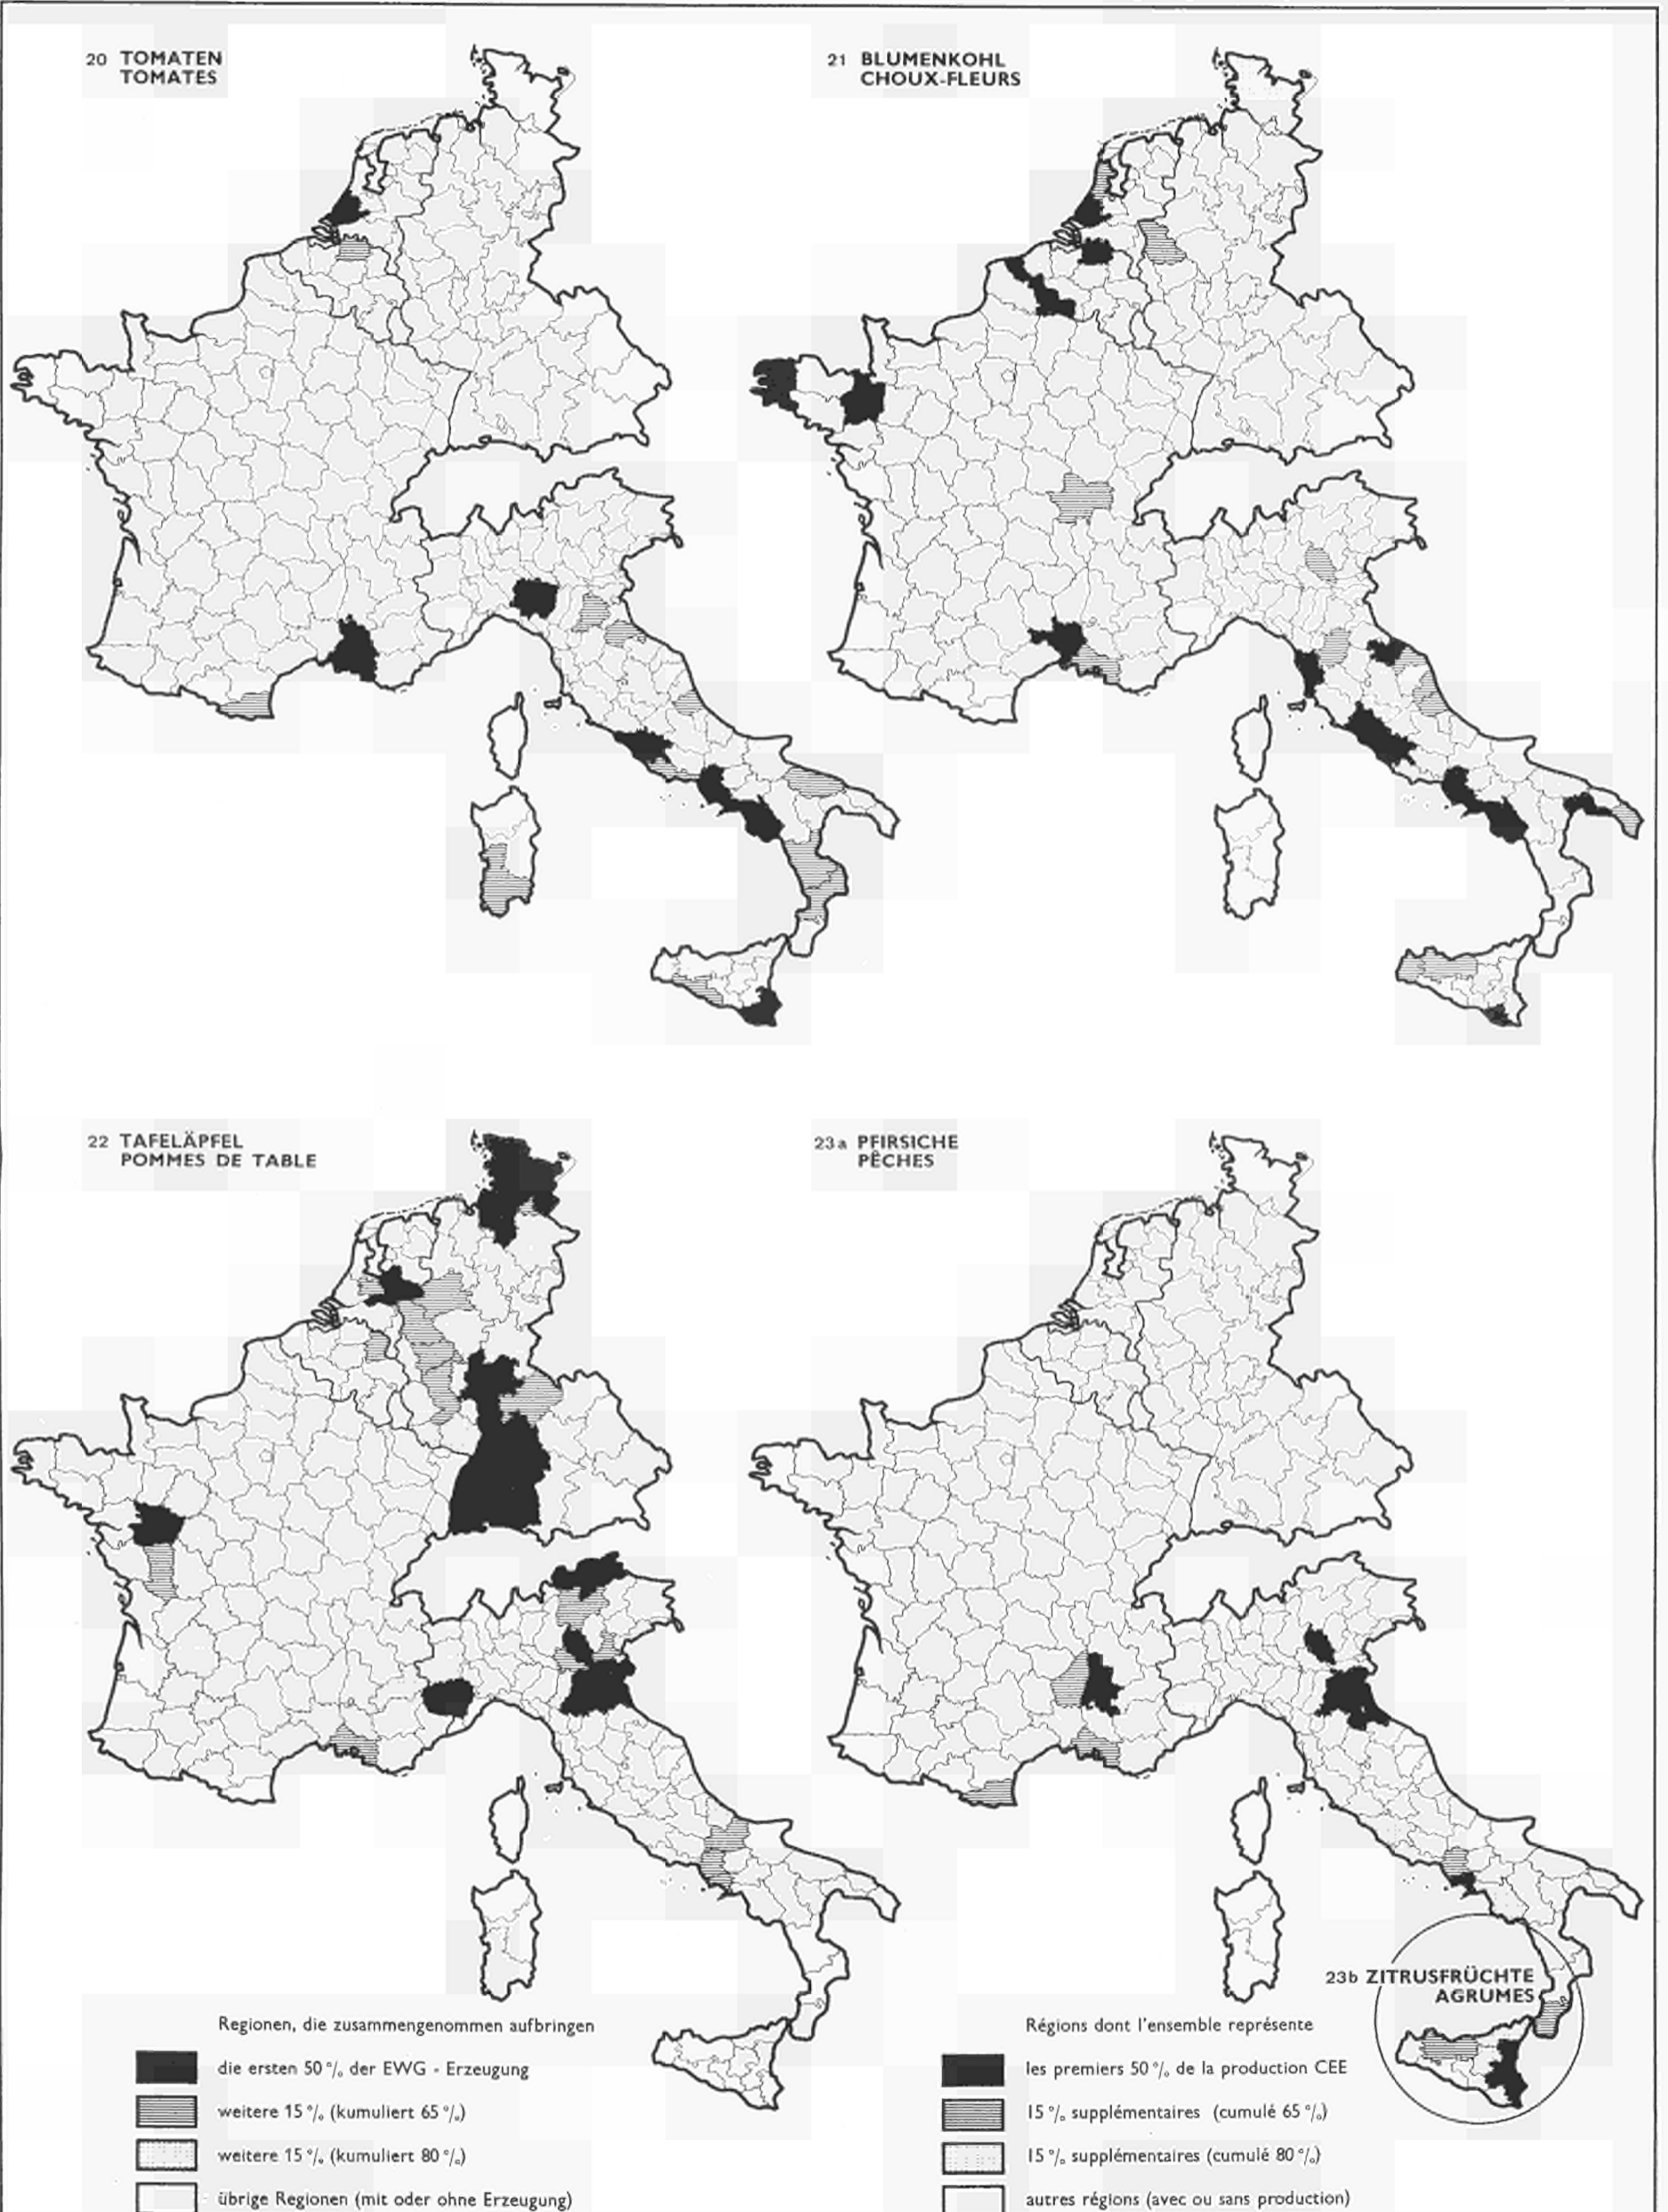 20 TOMATEN
TOMATES
21 BLUMENKOHL
CHOUX-FLEURS
22 TAFELÄPFEL
POMMES DE TABLE
23a PFIRSICHE
PÊCHES
23b ZITRUSFRÜCHTE
AGRUMES
Regionen, die zusammengenommen aufbringen
die ersten 50 % der EWG - Erzeugung
weitere 15 % (kumuliert 65 %)
weitere 15 % (kumuliert 80 %)
übrige Regionen (mit oder ohne Erzeugung)
Régions dont l'ensemble représente
les premiers 50 % de la production CEE
15 % supplémentaires (cumulé 65 %)
15 % supplémentaires (cumulé 80 %)
autres régions (avec ou sans production)